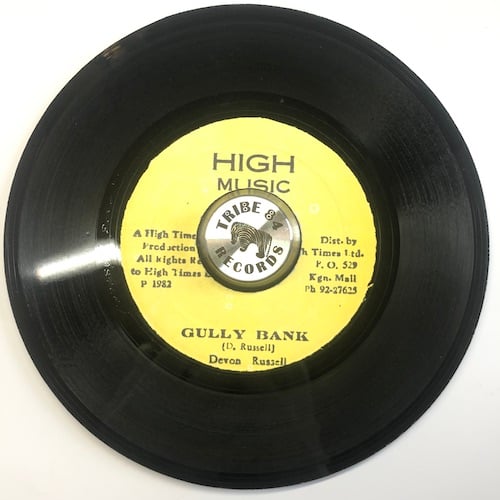 HIGH
MUSIC
TRIBE 84
RECORDS
A High Time
Production
All Rights Re
to High Times
P 1982
Dist. by
h Times Ltd.
P. O. 529
Kgn. Mall
Ph 92-27625
GULLY BANK
(D. Russell)
Devon Russell